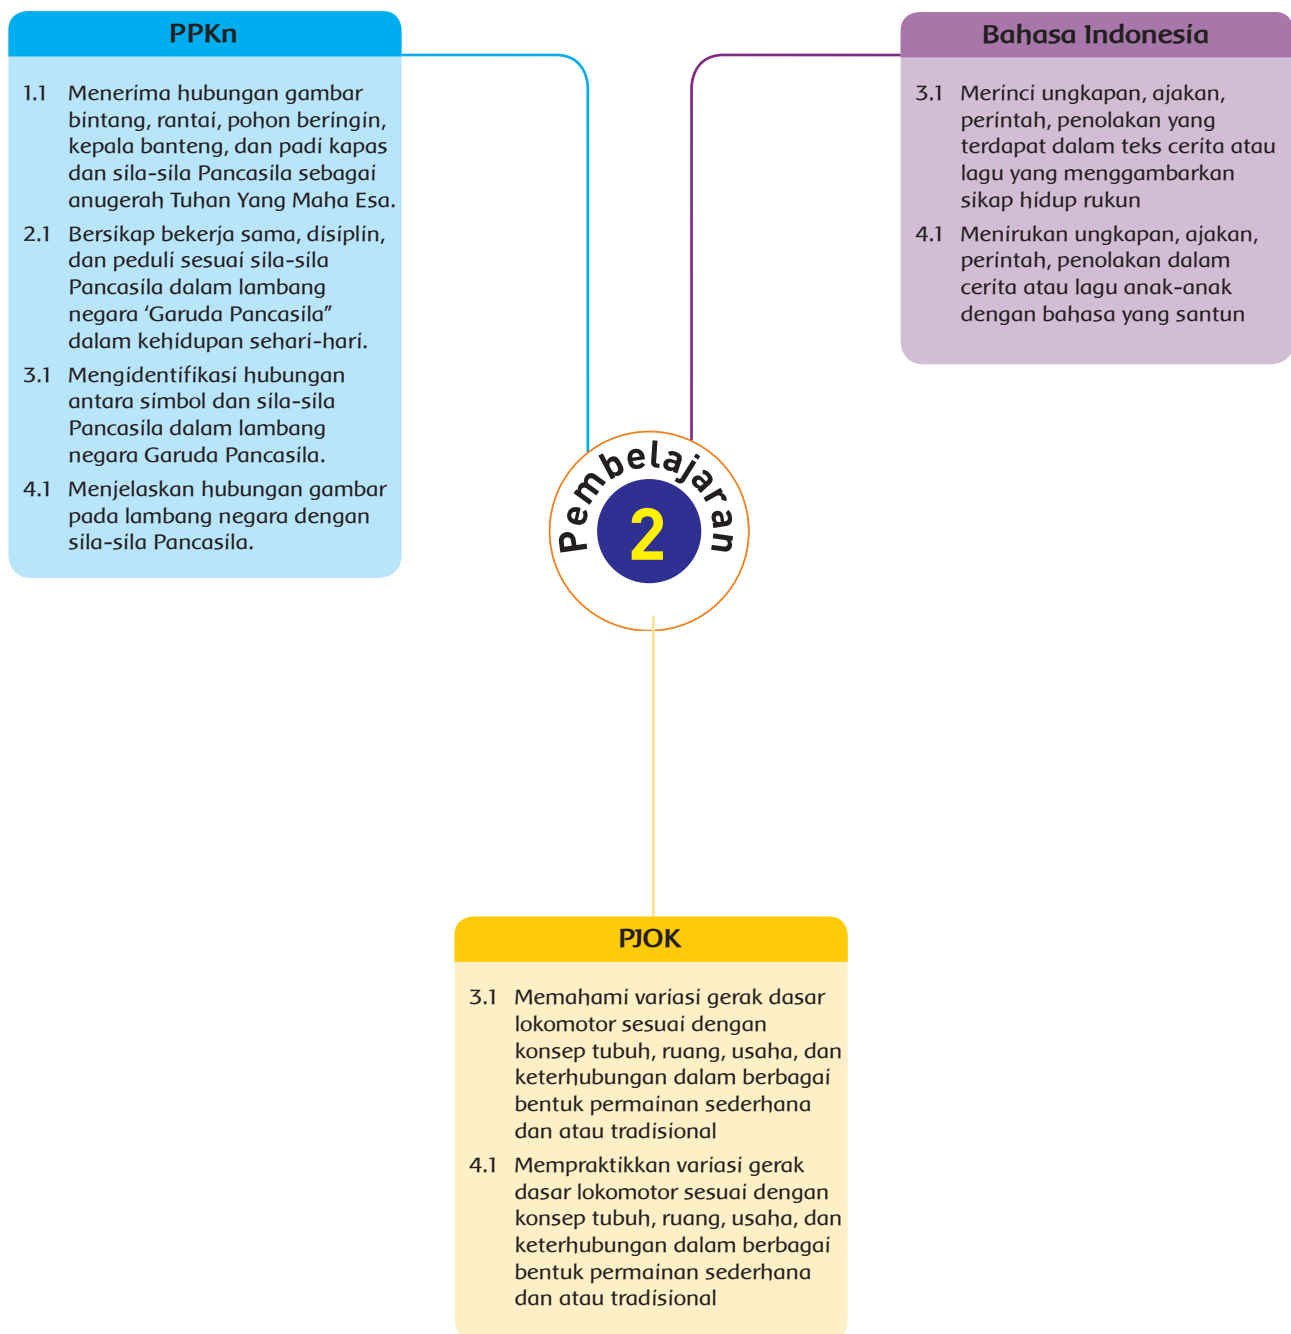 PPKn
1.1 Menerima hubungan gambar
bintang, rantai, pohon beringin,
kepala banteng, dan padi kapas
dan sila-sila Pancasila sebagai
anugerah Tuhan Yang Maha Esa.
2.1 Bersikap bekerja sama, disiplin,
dan peduli sesuai sila-sila
Pancasila dalam lambang
negara ‘Garuda Pancasila”
dalam kehidupan sehari-hari.
3.1 Mengidentifikasi hubungan
antara simbol dan sila-sila
Pancasila dalam lambang
negara Garuda Pancasila.
4.1 Menjelaskan hubungan gambar
pada lambang negara dengan
sila-sila Pancasila.
Bahasa Indonesia
3.1 Merinci ungkapan, ajakan,
perintah, penolakan yang
terdapat dalam teks cerita atau
lagu yang menggambarkan
sikap hidup rukun
4.1 Menirukan ungkapan, ajakan,
perintah, penolakan dalam
cerita atau lagu anak-anak
dengan bahasa yang santun
Pembelajaran
2
PJOK
3.1 Memahami variasi gerak dasar
lokomotor sesuai dengan
konsep tubuh, ruang, usaha, dan
keterhubungan dalam berbagai
bentuk permainan sederhana
dan atau tradisional
4.1 Mempraktikkan variasi gerak
dasar lokomotor sesuai dengan
konsep tubuh, ruang, usaha, dan
keterhubungan dalam berbagai
bentuk permainan sederhana
dan atau tradisional